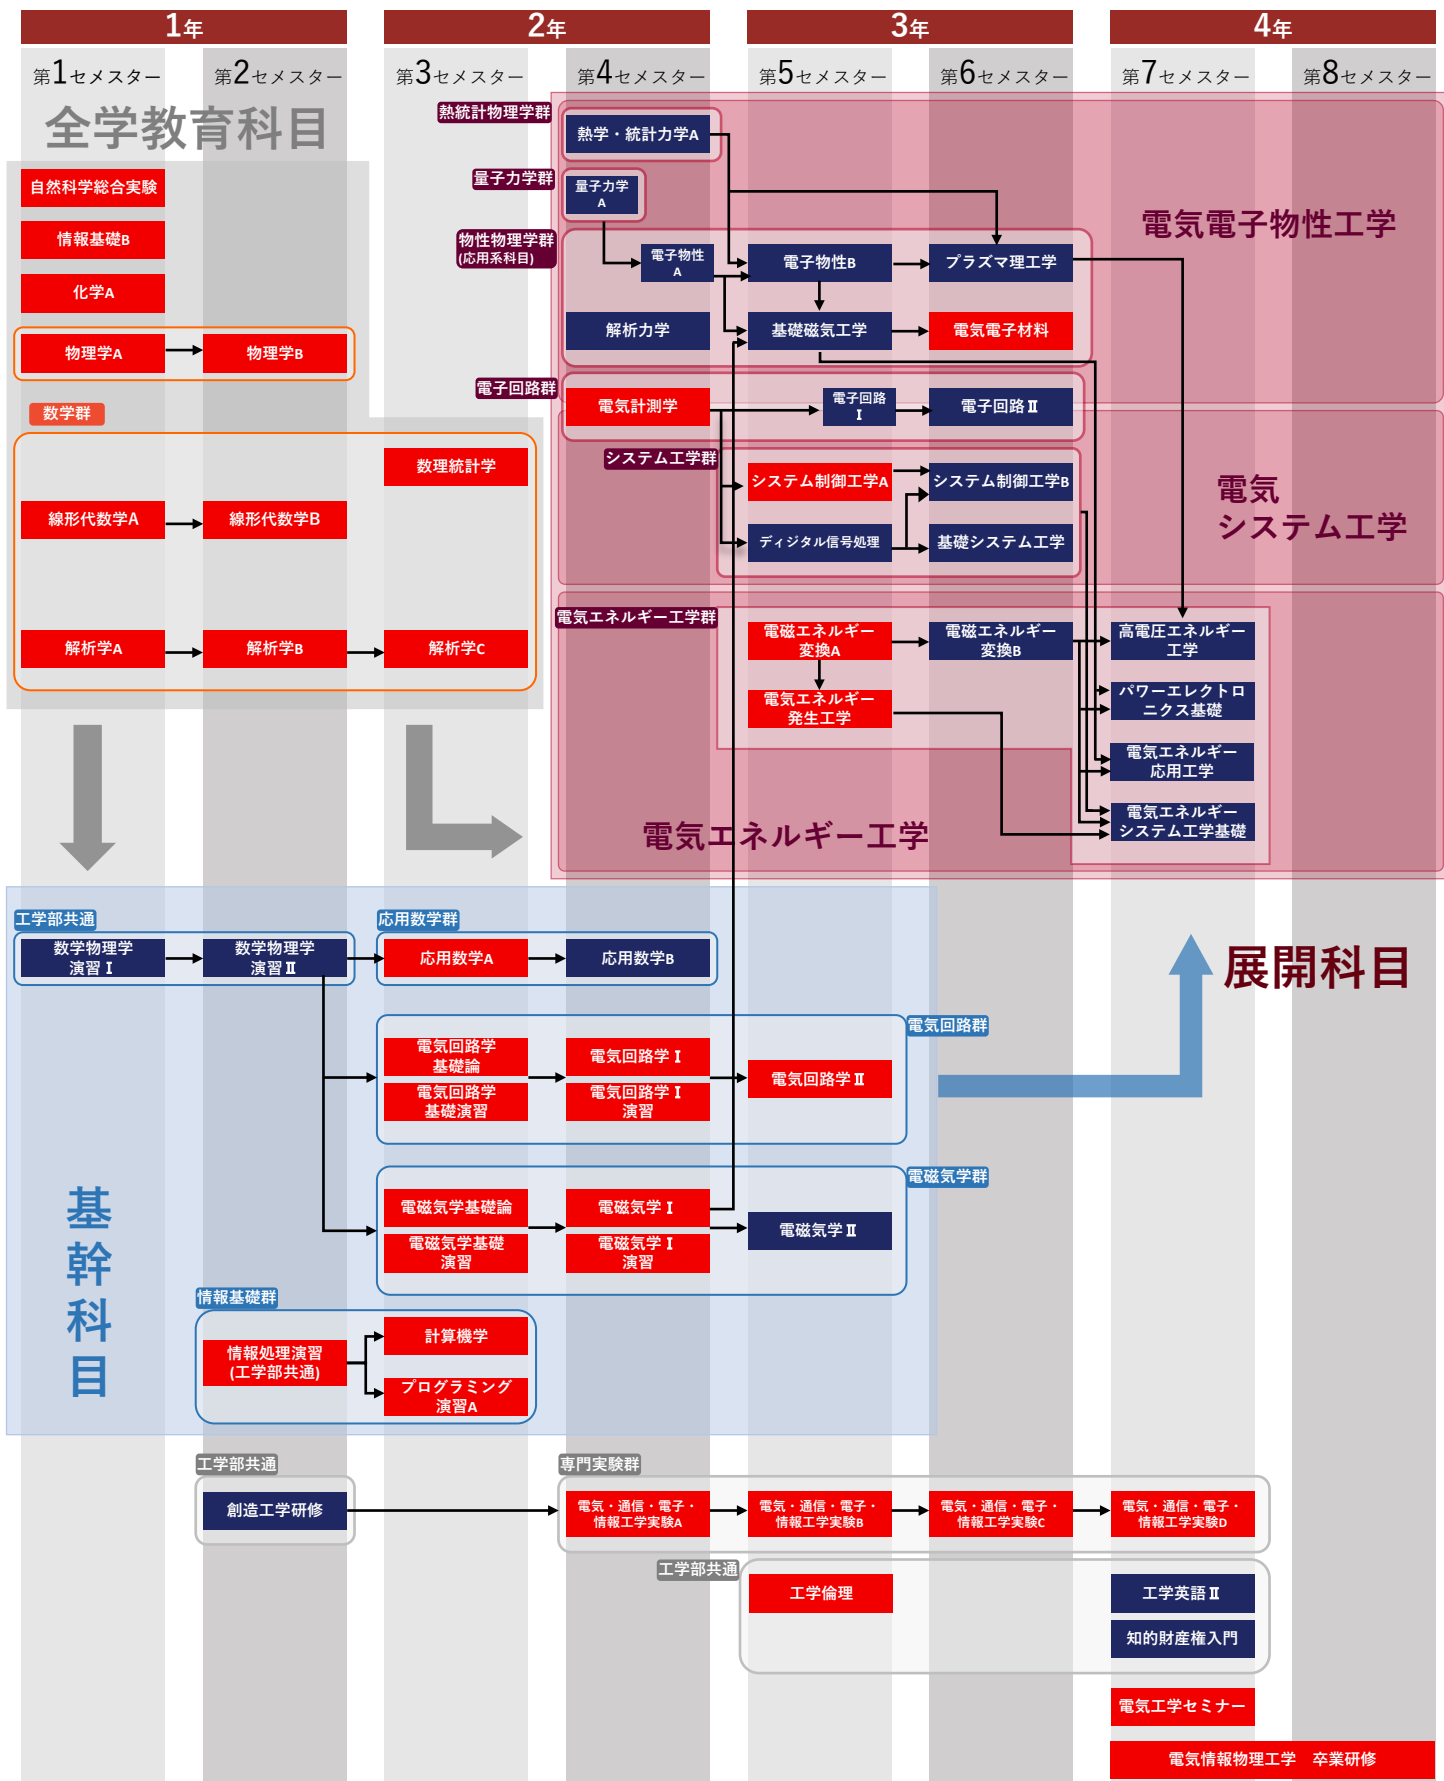 1年
2年
3年
4年
第1セメスター
第2セメスター
第3セメスター
第4セメスター
第5セメスター
第6セメスター
第7セメスター
第8セメスター
全学教育科目
自然科学総合実験
情報基礎B
化学A
物理学A
物理学B
数学群
数理統計学
線形代数学A
線形代数学B
解析学A
解析学B
解析学C
熱統計物理学群
熱学・統計力学A
量子力学群
量子力学
A
電気電子物性工学
物性物理学群
(応用系科目)
電子物性
A
電子物性B
プラズマ理工学
解析力学
基礎磁気工学
電気電子材料
電子回路群
電気計測学
電子回路
I
電子回路Ⅱ
システム工学群
システム制御工学A
システム制御工学B
ディジタル信号処理
基礎システム工学
電気
システム工学
電気エネルギー工学群
電磁エネルギー
変換A
電磁エネルギー
変換B
高電圧エネルギー
工学
電気エネルギー
発生工学
パワーエレクトロ
ニクス基礎
電気エネルギー
応用工学
電気エネルギー
システム工学基礎
電気エネルギー工学
工学部共通
数学物理学
演習Ⅰ
数学物理学
演習Ⅱ
応用数学群
応用数学A
応用数学B
展開科目
電気回路群
電気回路学
基礎論
電気回路学
基礎演習
電気回路学Ⅰ
電気回路学Ⅰ
演習
電気回路学Ⅱ
電磁気学群
電磁気学基礎論
電磁気学基礎
演習
電磁気学Ⅰ
電磁気学Ⅰ
演習
電磁気学Ⅱ
基幹科目
情報基礎群
情報処理演習
(工学部共通)
計算機学
プログラミング
演習A
工学部共通
創造工学研修
専門実験群
電気・通信・電子・
情報工学実験A
電気・通信・電子・
情報工学実験B
電気・通信・電子・
情報工学実験C
電気・通信・電子・
情報工学実験D
工学部共通
工学倫理
工学英語Ⅱ
知的財産権入門
電気工学セミナー
電気情報物理工学　卒業研修